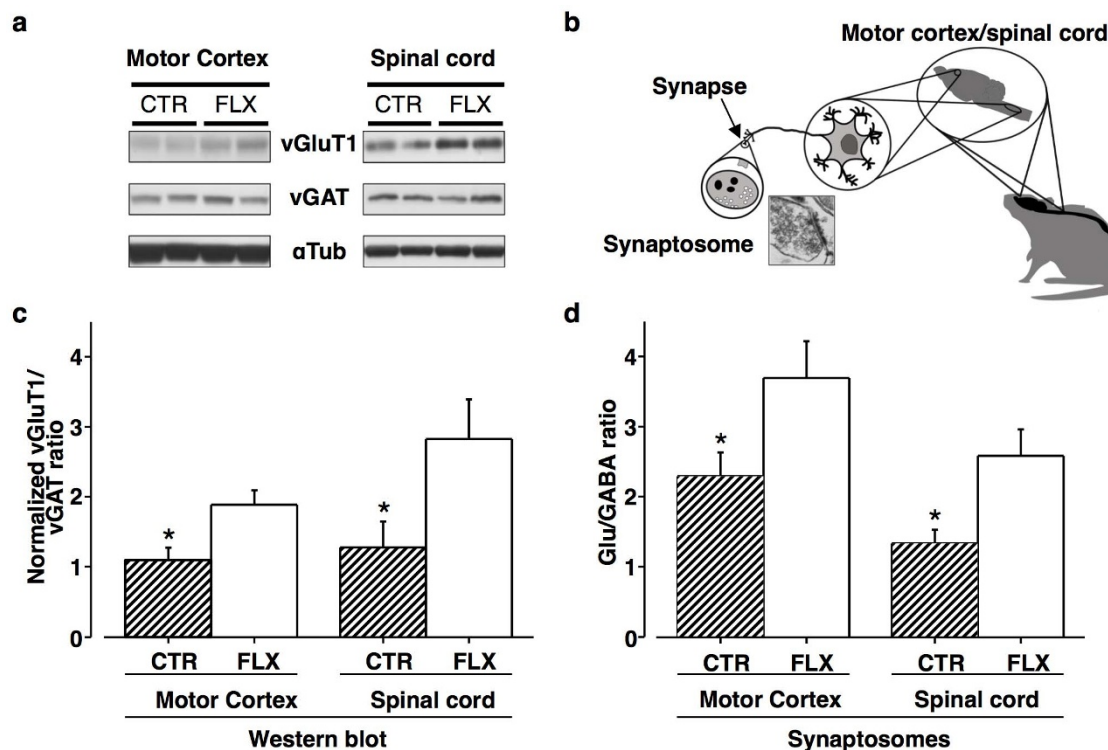 a
Motor Cortex Spinal cord
CTR FLX CTR FLX
vGluT1
vGAT
αTub
b
Motor cortex/spinal cord
Synapse
Synaptosome
c
Normalized vGluT1/
vGAT ratio
4
3
2
1
0
* *
CTR FLX CTR FLX
Motor Cortex Spinal cord
Western blot
d
Glu/GABA ratio
4
3
2
1
0
* *
CTR FLX CTR FLX
Motor Cortex Spinal cord
Synaptosomes